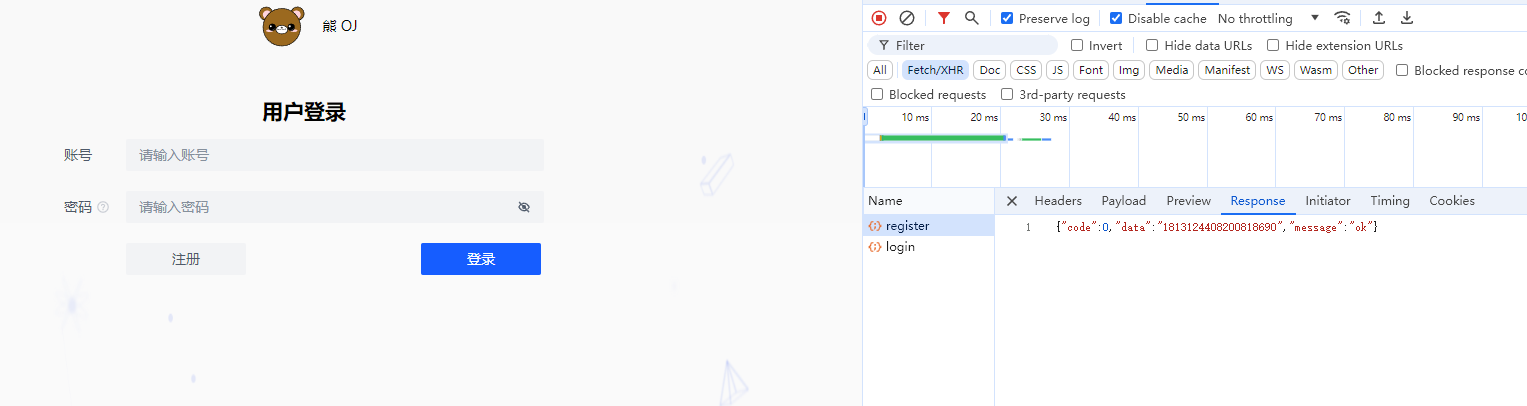 熊 OJ
用户登录
账号 请输入账号
密码 请输入密码
注册 登录
Preserve log Disable cache No throttling
Filter Invert Hide data URLs Hide extension URLs
All Fetch/XHR Doc CSS JS Font Img Media Manifest WS Wasm Other Blocked response co
Blocked requests 3rd-party requests
10 ms 20 ms 30 ms 40 ms 50 ms 60 ms 70 ms 80 ms 90 ms 10
Name Headers Payload Preview Response Initiator Timing Cookies
register 1 {"code":0,"data":"1813124408200818690","message":"ok"}
login